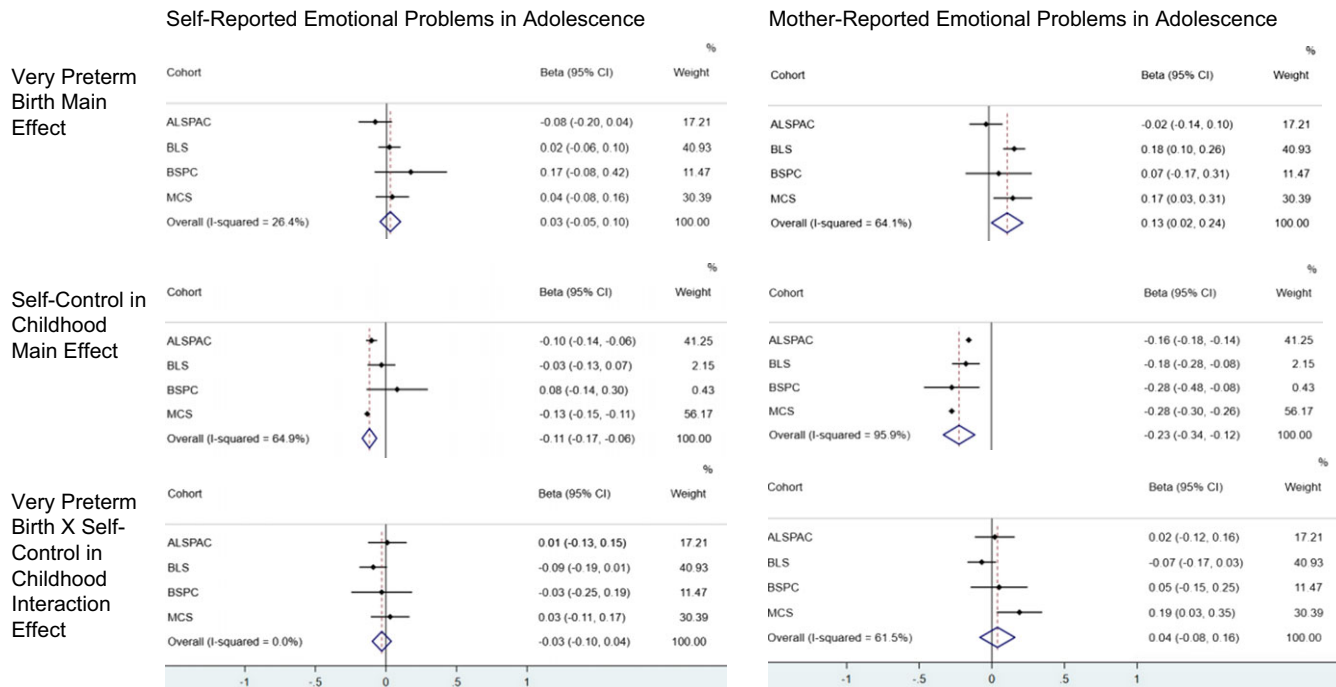 Self-Reported Emotional Problems in Adolescence
Mother-Reported Emotional Problems in Adolescence
Very Preterm
Birth Main
Effect
%
Cohort Beta (95% CI) Weight
ALSPAC -0.08 (-0.20, 0.04) 17.21
BLS 0.02 (-0.06, 0.10) 40.93
BSPC 0.17 (-0.08, 0.42) 11.47
MCS 0.04 (-0.08, 0.16) 30.39
Overall (I-squared = 26.4%) 0.03 (-0.05, 0.10) 100.00
%
Cohort Beta (95% CI) Weight
ALSPAC -0.02 (-0.14, 0.10) 17.21
BLS 0.18 (0.10, 0.26) 40.93
BSPC 0.07 (-0.17, 0.31) 11.47
MCS 0.17 (0.03, 0.31) 30.39
Overall (I-squared = 64.1%) 0.13 (0.02, 0.24) 100.00
Self-Control in
Childhood
Main Effect
%
Cohort Beta (95% CI) Weight
ALSPAC -0.10 (-0.14, -0.06) 41.25
BLS -0.03 (-0.13, 0.07) 2.15
BSPC 0.08 (-0.14, 0.30) 0.43
MCS -0.13 (-0.15, -0.11) 56.17
Overall (I-squared = 64.9%) -0.11 (-0.17, -0.06) 100.00
%
Cohort Beta (95% CI) Weight
ALSPAC -0.16 (-0.18, -0.14) 41.25
BLS -0.18 (-0.28, -0.08) 2.15
BSPC -0.28 (-0.48, -0.08) 0.43
MCS -0.28 (-0.30, -0.26) 56.17
Overall (I-squared = 95.9%) -0.23 (-0.34, -0.12) 100.00
Very Preterm
Birth X Self-
Control in
Childhood
Interaction
Effect
%
Cohort Beta (95% CI) Weight
ALSPAC 0.01 (-0.13, 0.15) 17.21
BLS -0.09 (-0.19, 0.01) 40.93
BSPC -0.03 (-0.25, 0.19) 11.47
MCS 0.03 (-0.11, 0.17) 30.39
Overall (I-squared = 0.0%) -0.03 (-0.10, 0.04) 100.00
-1 -.5 0 .5 1
%
Cohort Beta (95% CI) Weight
ALSPAC 0.02 (-0.12, 0.16) 17.21
BLS -0.07 (-0.17, 0.03) 40.93
BSPC 0.05 (-0.15, 0.25) 11.47
MCS 0.19 (0.03, 0.35) 30.39
Overall (I-squared = 61.5%) 0.04 (-0.08, 0.16) 100.00
-1 -.5 0 .5 1